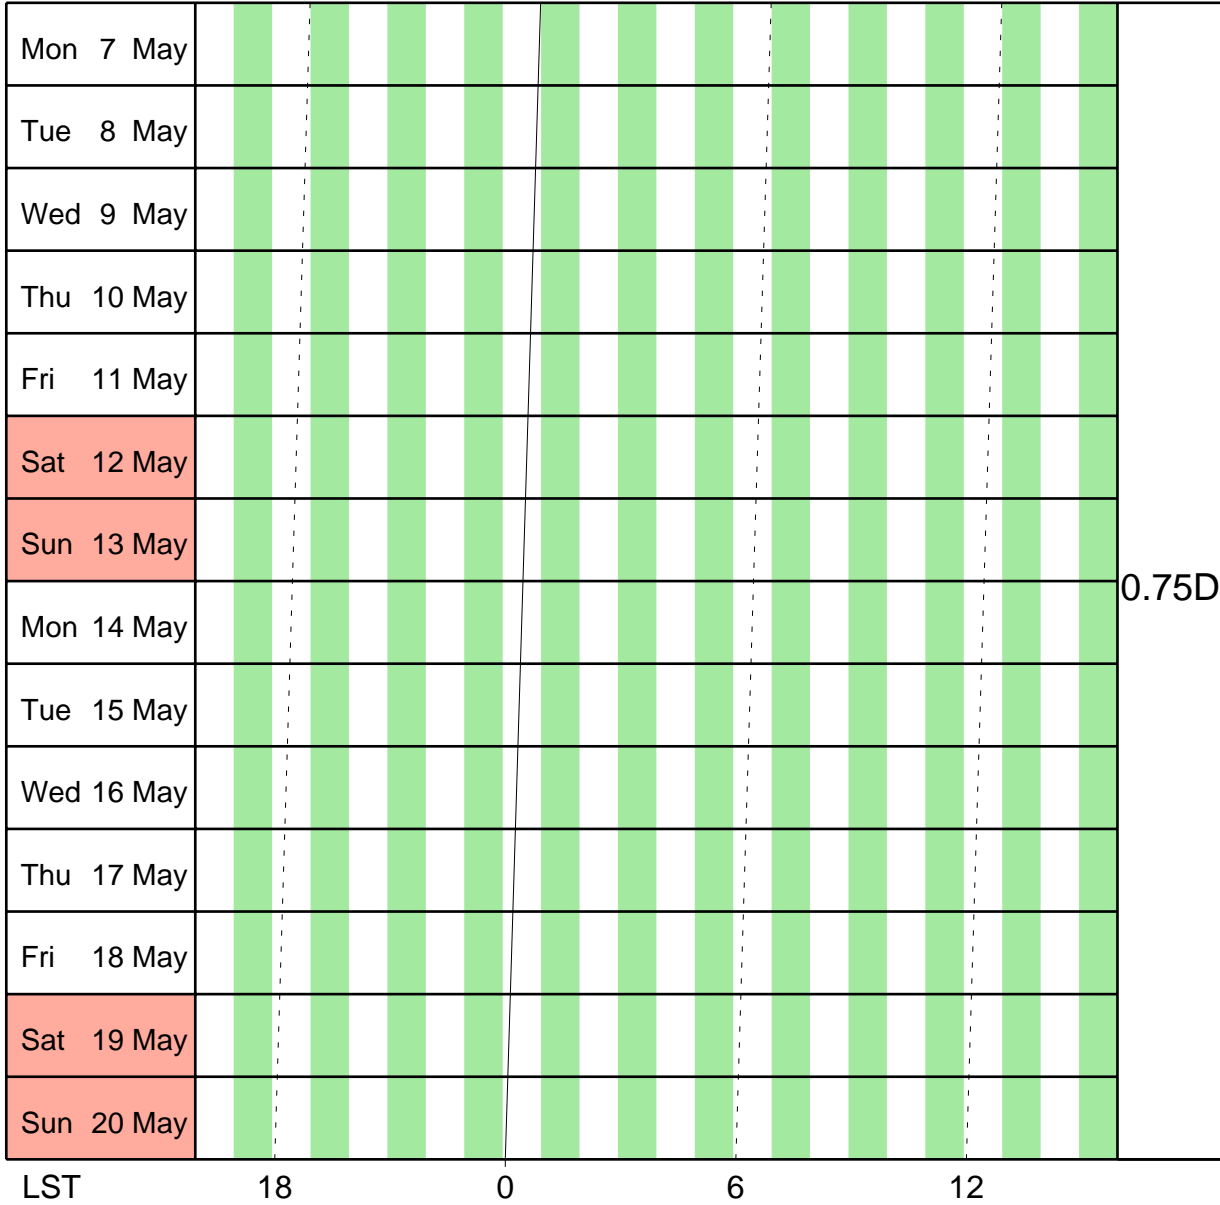 Mon 7 May
Tue 8 May
Wed 9 May
Thu 10 May
Fri 11 May
Sat 12 May
Sun 13 May
0.75D
Mon 14 May
Tue 15 May
Wed 16 May
Thu 17 May
Fri 18 May
Sat 19 May
Sun 20 May
LST 18 0 6 12